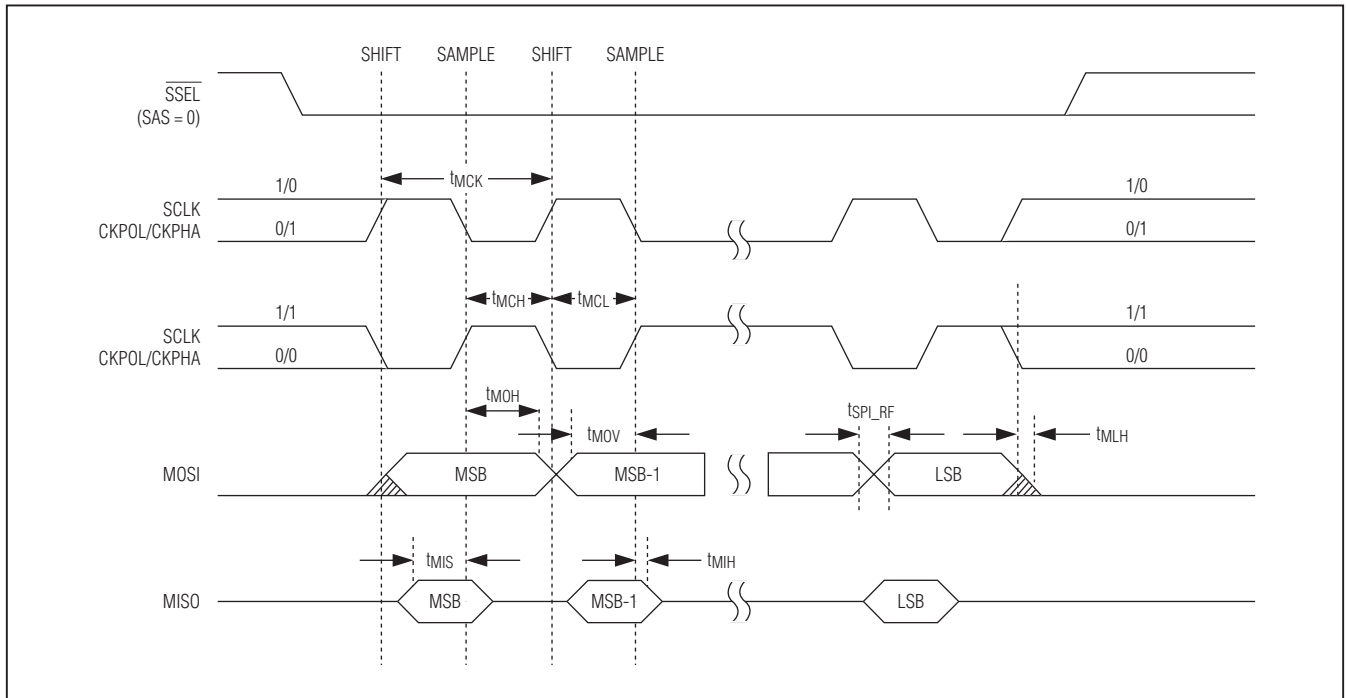 SHIFT SAMPLE SHIFT SAMPLE
SSEL
(SAS = 0)
tMCK
1/0 1/0
SCLK
CKPOL/CKPHA
0/1 0/1
tMCH tMCL
1/1 1/1
SCLK
CKPOL/CKPHA
0/0 0/0
tMOH
tMOV
tSPI_RF
tMLH
MOSI MSB MSB-1 LSB
tMIS tMIH
MISO MSB MSB-1 LSB